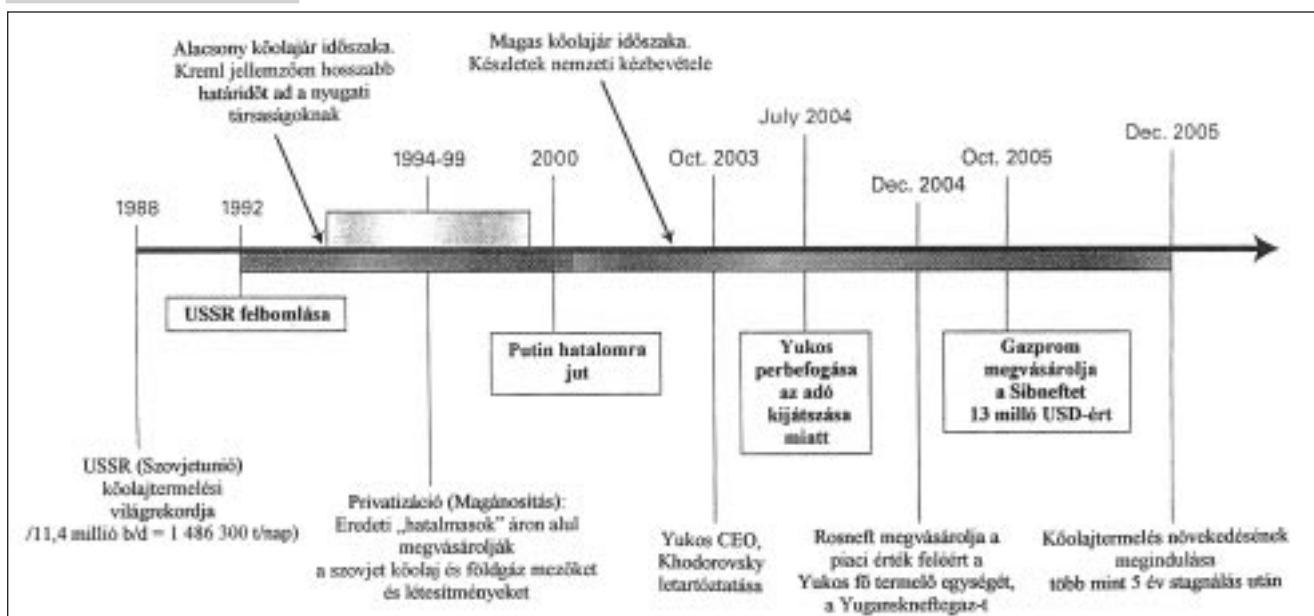 Alacsony kőolajár időszaka.
Kreml jellemzően hosszabb
határidőt ad a nyugati
társaságoknak
Magas kőolajár időszaka.
Készletek nemzeti kézbevétele
1988
1992
1994-99
2000
Oct. 2003
July 2004
Dec. 2004
Oct. 2005
Dec. 2005
USSR felbomlása
Putin hatalomra
jut
Yukos
perbefogása
az adó
kijátszása
miatt
Gazprom
megvásárolja
a Sibneftet
13 milló USD-ért
USSR (Szovjetunió)
kőolajtermelési
világrekordja
/11,4 millió b/d = 1 486 300 t/nap)
Privatizáció (Magánosítás):
Eredeti „hatalmasok” áron alul
megvásárolják
a szovjet kőolaj és földgáz mezőket
és létesítményeket
Yukos CEO,
Khodorovsky
letartóztatása
Rosneft megvásárolja a
piaci érték feléért a
Yukos fő termelő egységét,
a Yuganskneftegaz-t
Kőolajtermelés növekedésének
megindulása
több mint 5 év stagnálás után